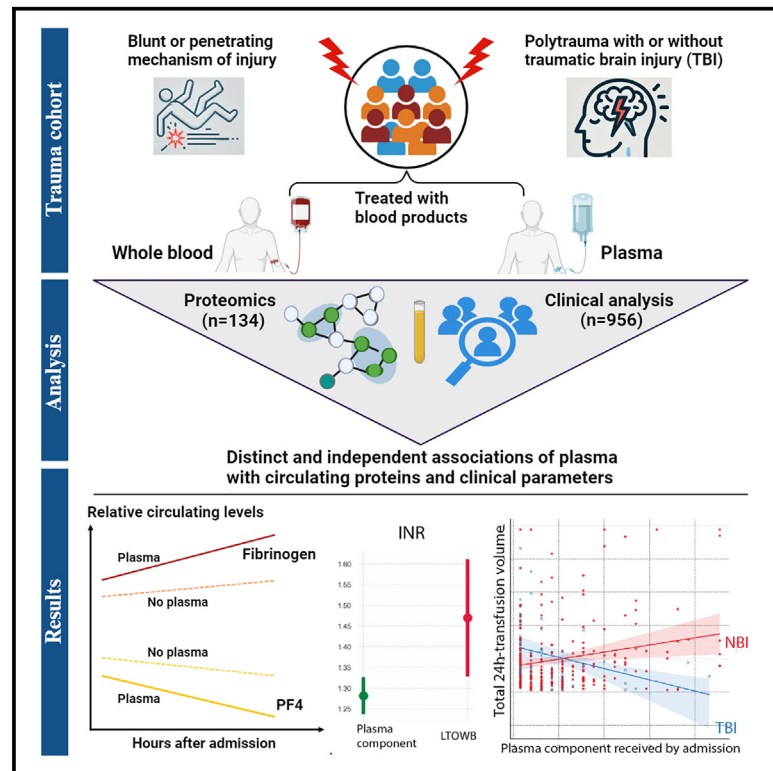 Trauma cohort
Blunt or penetrating
mechanism of injury
Polytrauma with or without
traumatic brain injury (TBI)
Treated with
blood products
Whole blood
Plasma
Analysis
Proteomics
(n=134)
Clinical analysis
(n=956)
Distinct and independent associations of plasma
with circulating proteins and clinical parameters
Results
Relative circulating levels
Plasma
Fibrinogen
No plasma
No plasma
Plasma
PF4
Hours after admission
INR
1.60
1.55
1.50
1.45
1.40
1.35
1.30
1.25
Plasma
component
LTOWB
Total 24h-transfusion volume
NBI
TBI
Plasma component received by admission